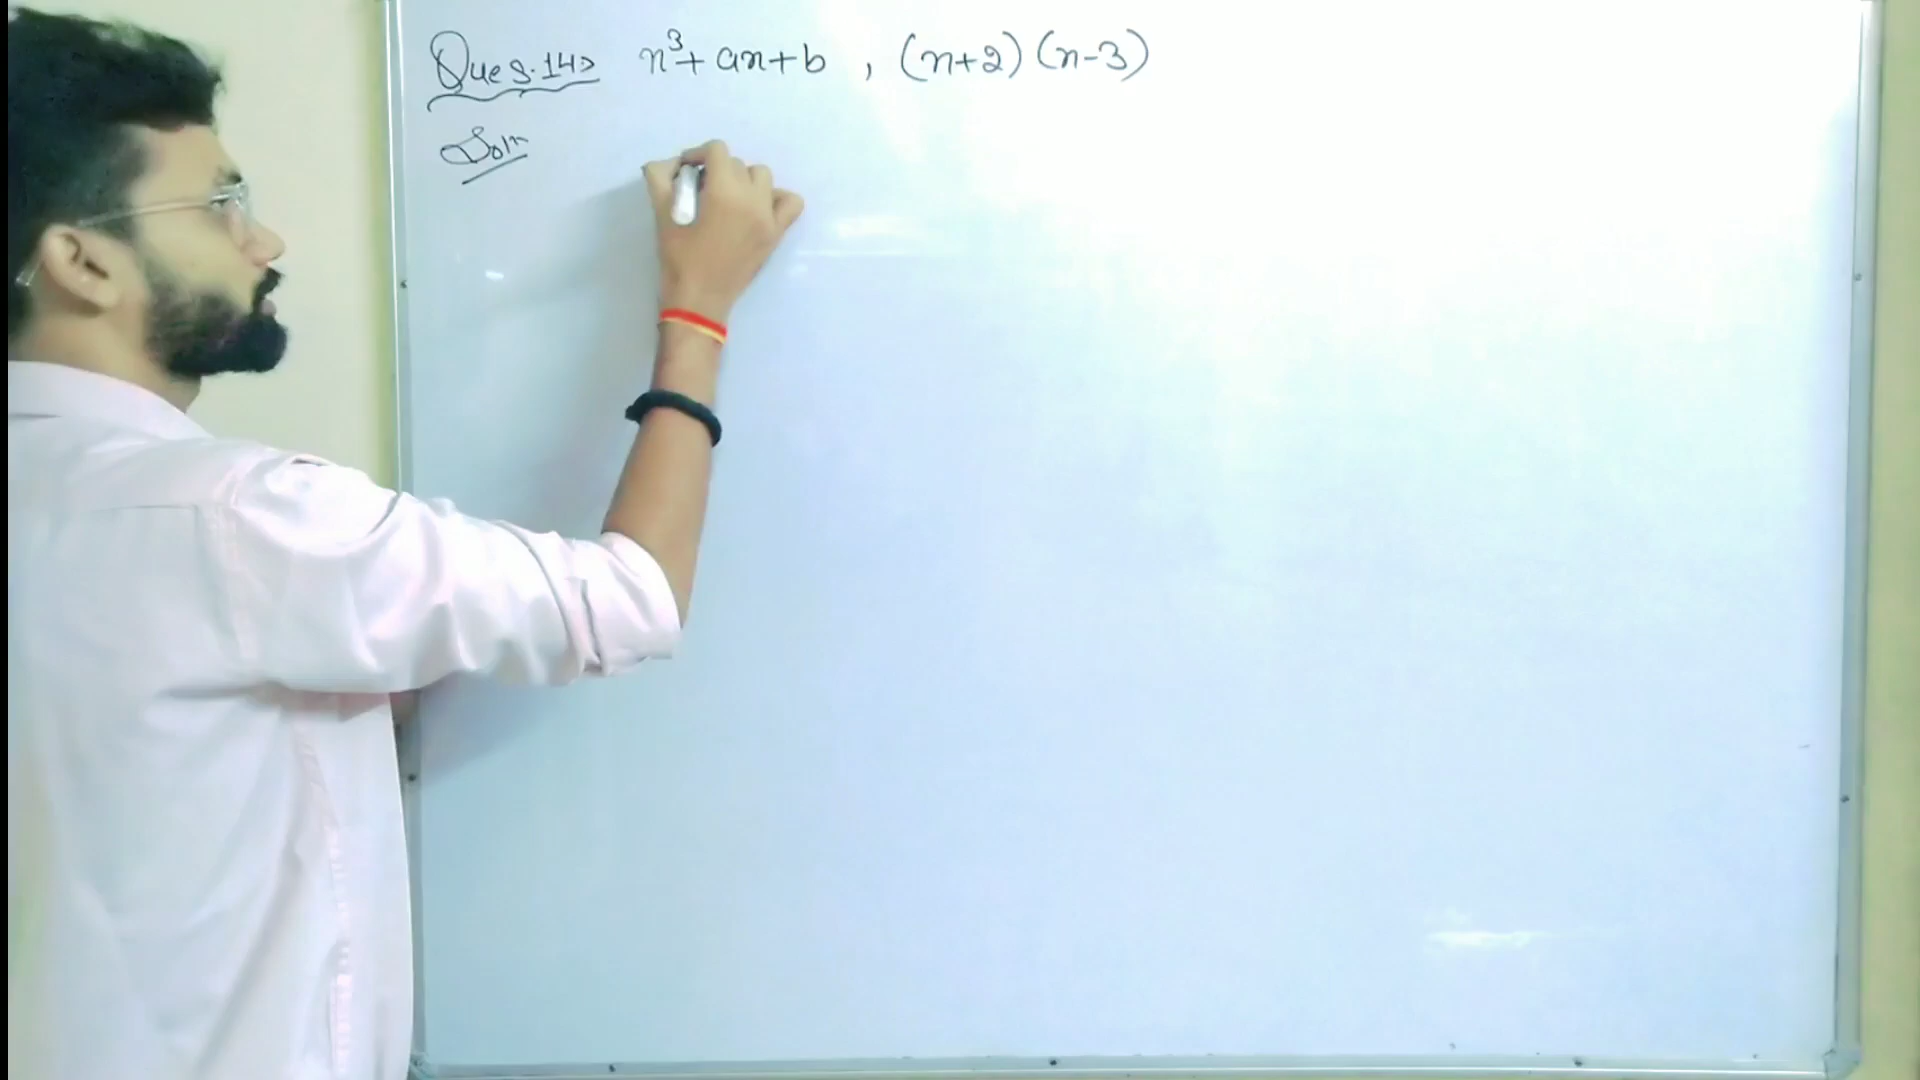 Ques.14> x³+ax+b , (x+2)(x-3)
Soln